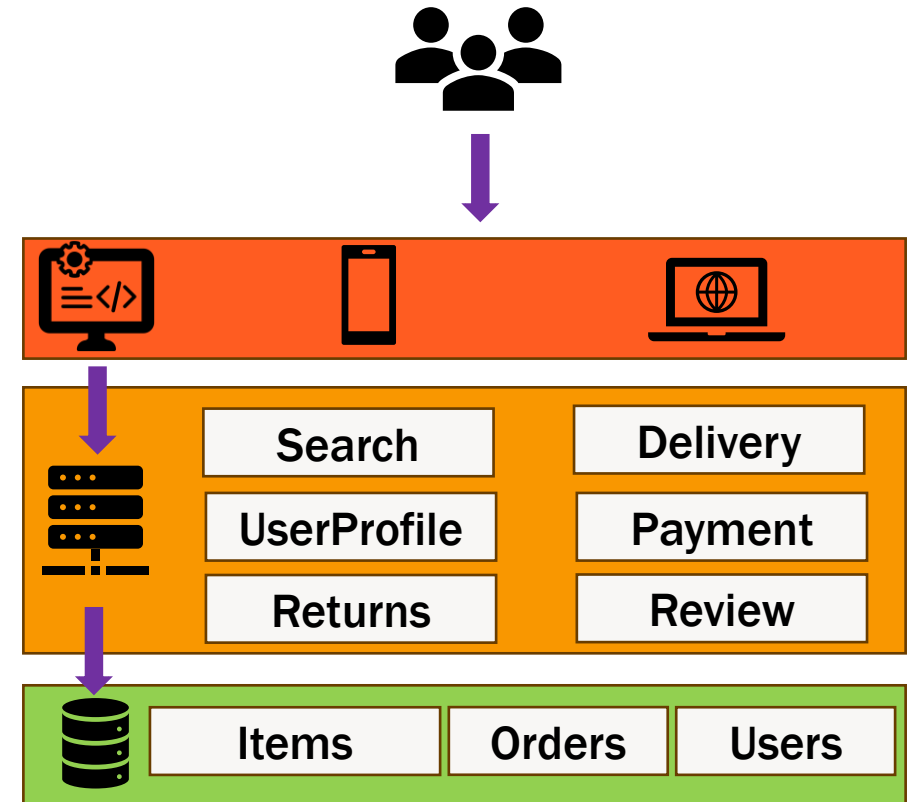 </>
Search
Delivery
UserProfile
Payment
Returns
Review
Items
Orders
Users